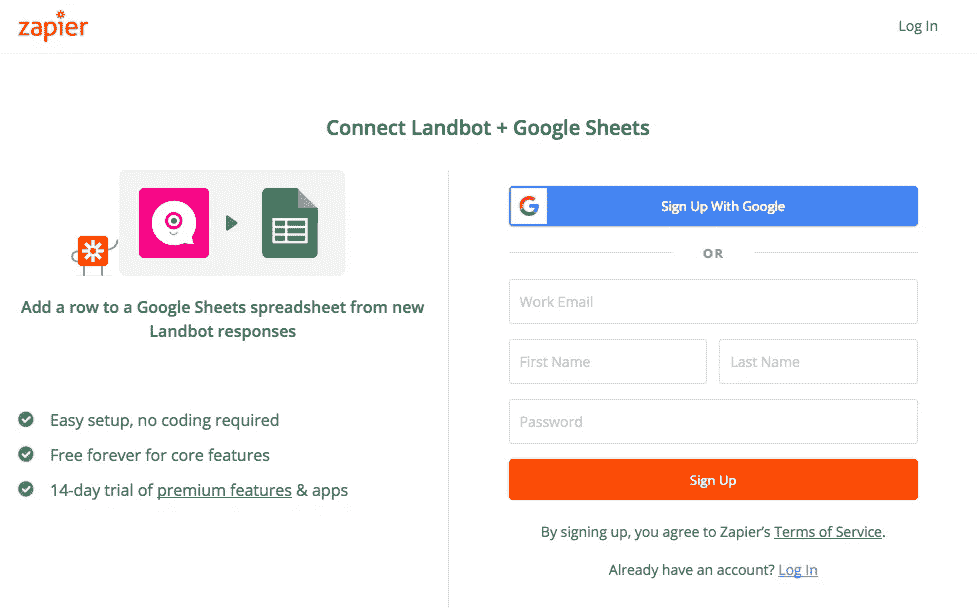 zapier
Log In
Connect Landbot + Google Sheets
Add a row to a Google Sheets spreadsheet from new
Landbot responses
Easy setup, no coding required
Free forever for core features
14-day trial of premium features & apps
Sign Up With Google
OR
Work Email
First Name
Last Name
Password
Sign Up
By signing up, you agree to Zapier's Terms of Service.
Already have an account? Log In